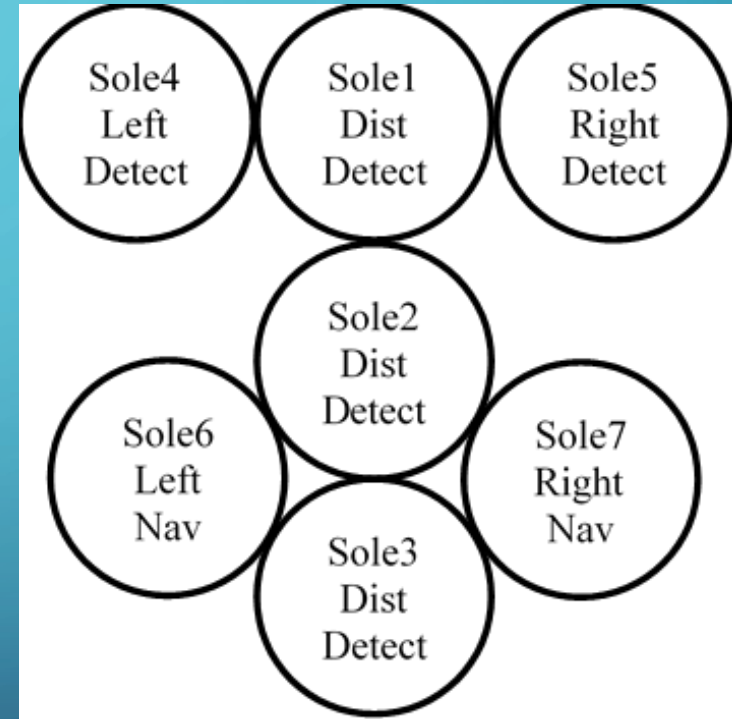 Sole4
Left
Detect
Sole1
Dist
Detect
Sole5
Right
Detect
Sole2
Dist
Detect
Sole6
Left
Nav
Sole7
Right
Nav
Sole3
Dist
Detect